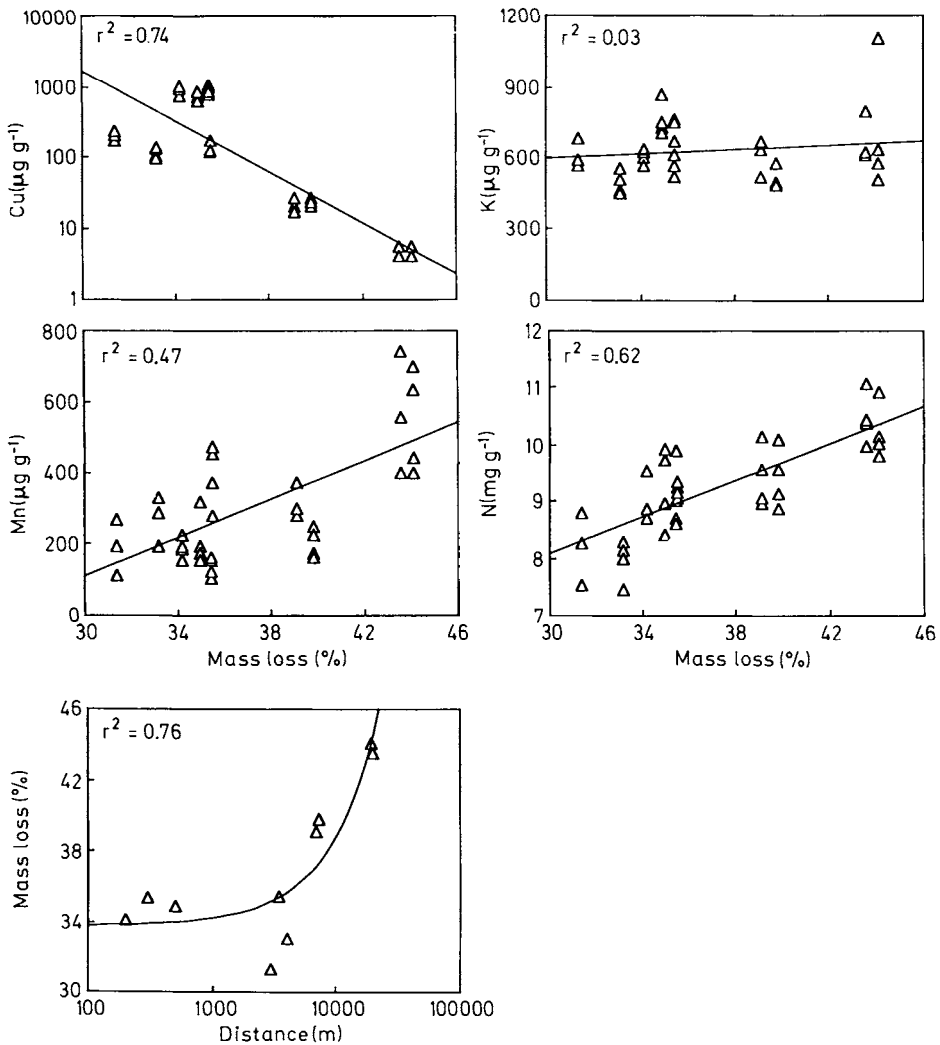 10000
1000
100
10
1
Cu(µg g⁻¹)
r² =0.74
1200
900
600
300
0
K(µg g⁻¹)
r² =0.03
800
600
400
200
0
Mn(µg g⁻¹)
r² =0.47
30 34 38 42 46
Mass loss(%)
12
11
10
9
8
7
N(mg g⁻¹)
r² =0.62
30 34 38 42 46
Mass loss(%)
46
42
38
34
30
Mass loss(%)
r² =0.76
100 1000 10000 100000
Distance(m)